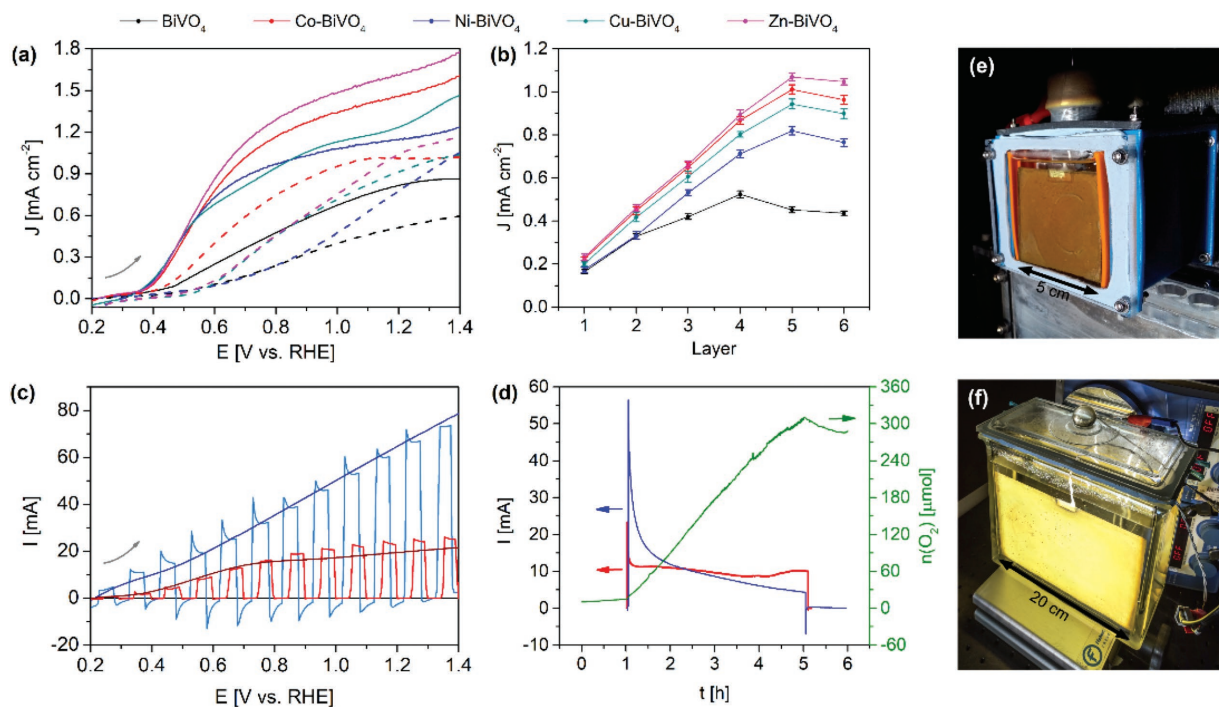 BiVO₄ Co-BiVO₄ Ni-BiVO₄ Cu-BiVO₄ Zn-BiVO₄
(a)
1.8
1.5
1.2
0.9
0.6
0.3
0.0
J [mA cm⁻²]
0.2 0.4 0.6 0.8 1.0 1.2 1.4
E [V vs. RHE]
(b)
1.2
1.0
0.8
0.6
0.4
0.2
0.0
J [mA cm⁻²]
1 2 3 4 5 6
Layer
(e)
5 cm
(c)
80
60
40
20
0
-20
I [mA]
0.2 0.4 0.6 0.8 1.0 1.2 1.4
E [V vs. RHE]
(d)
60
50
40
30
20
10
0
-10
I [mA]
0 1 2 3 4 5 6
t [h]
360
300
240
180
120
60
0
-60
n(O₂) [μmol]
(f)
20 cm